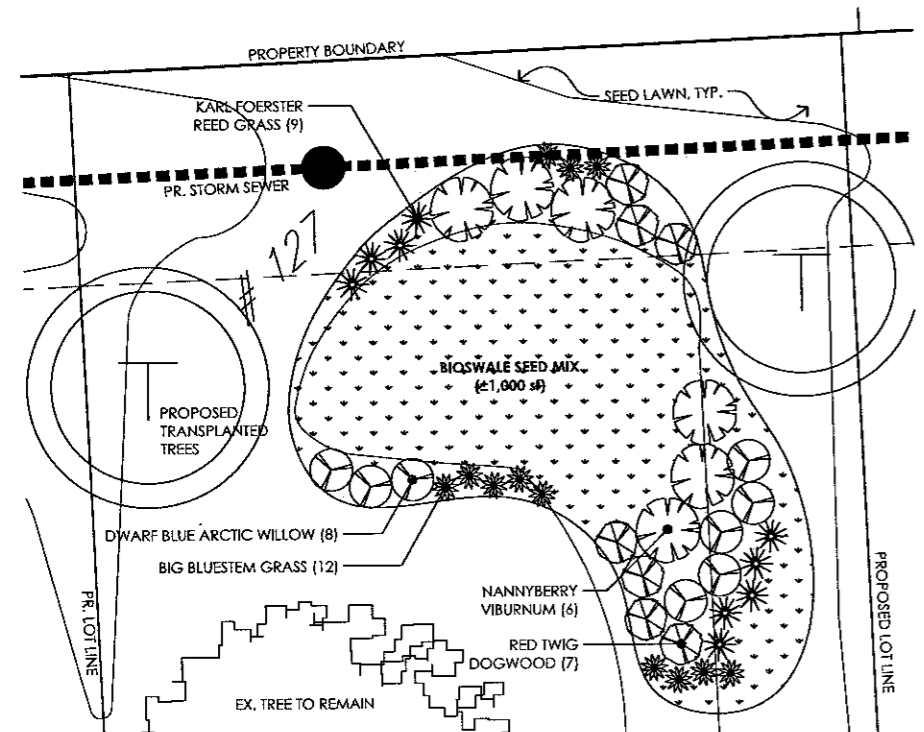 PROPERTY BOUNDARY
SEED LAWN, TYP.
KARL FOERSTER
REED GRASS (9)
PR. STORM SEWER
127
BIOSWALE SEED MIX
(±1,000 sf)
PROPOSED
TRANSPLANTED
TREES
DWARF BLUE ARCTIC WILLOW (8)
BIG BLUESTEM GRASS (12)
NANNYBERRY
VIBURNUM (6)
RED TWIG
DOGWOOD (7)
PR. LOT LINE
PROPOSED LOT LINE
EX. TREE TO REMAIN